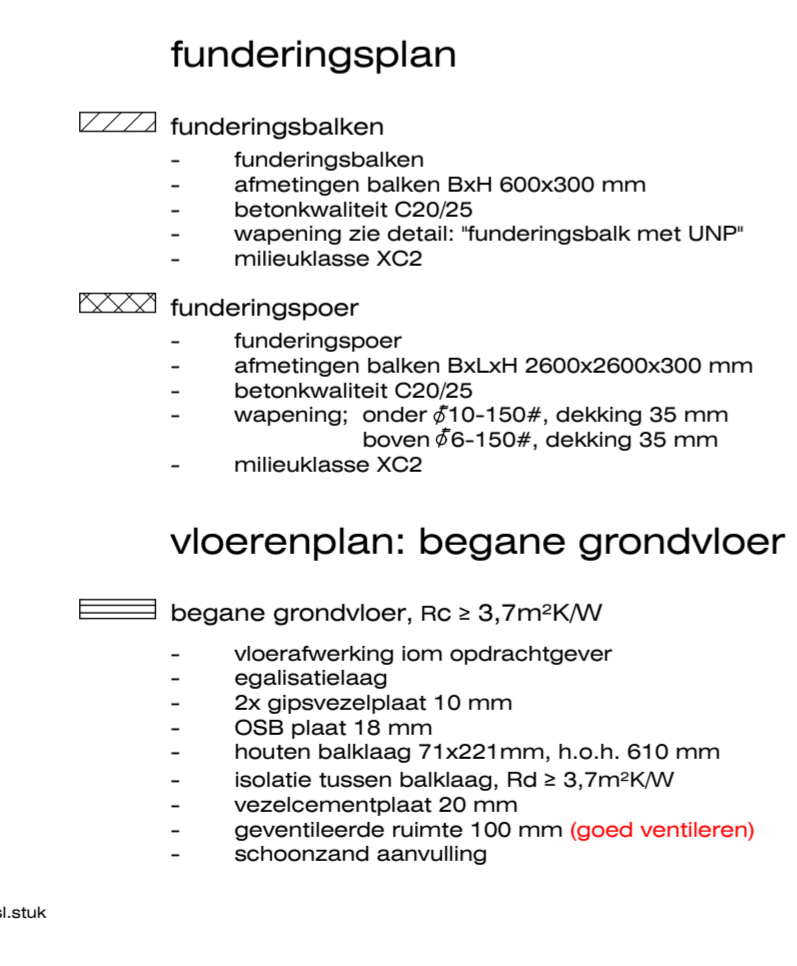 funderingsplan
funderingsbalken
- funderingsbalken
- afmetingen balken BxH 600x300 mm
- betonkwaliteit C20/25
- wapening zie detail: "funderingsbalk met UNP"
- milieuklasse XC2
funderingspoer
- funderingspoer
- afmetingen balken BxLxH 2600x2600x300 mm
- betonkwaliteit C20/25
- wapening; onder ⌀10-150#, dekking 35 mm
boven ⌀6-150#, dekking 35 mm
- milieuklasse XC2
vloerenplan: begane grondvloer
begane grondvloer, Rc ≥ 3,7m²K/W
- vloerafwerking iom opdrachtgever
- egalisatielaag
- 2x gipsvezelplaat 10 mm
- OSB plaat 18 mm
- houten balklaag 71x221mm, h.o.h. 610 mm
- isolatie tussen balklaag, Rd ≥ 3,7m²K/W
- vezelcementplaat 20 mm
- geventileerde ruimte 100 mm (goed ventileren)
- schoonzand aanvulling
sl.stuk